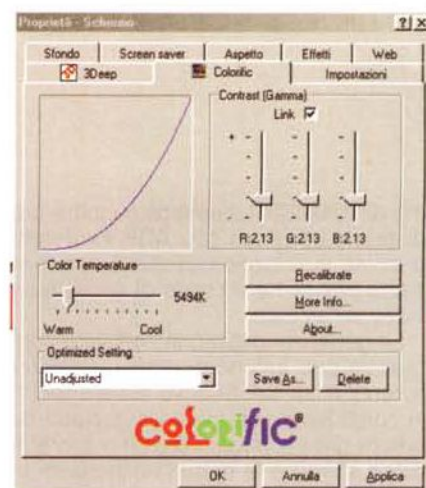 Proprietà - Schermo
Sfondo
Screen saver
Aspetto
Effetti
Web
3Deep
Colorific
Impostazioni
Contrast (Gamma)
Link
+
-
R:2.13
G:2.13
B:2.13
Color Temperature
5494K
Warm
Cool
Recalibrate
More Info...
About...
Optimized Setting
Unadjusted
Save As...
Delete
colorific®
OK
Annulla
Applica